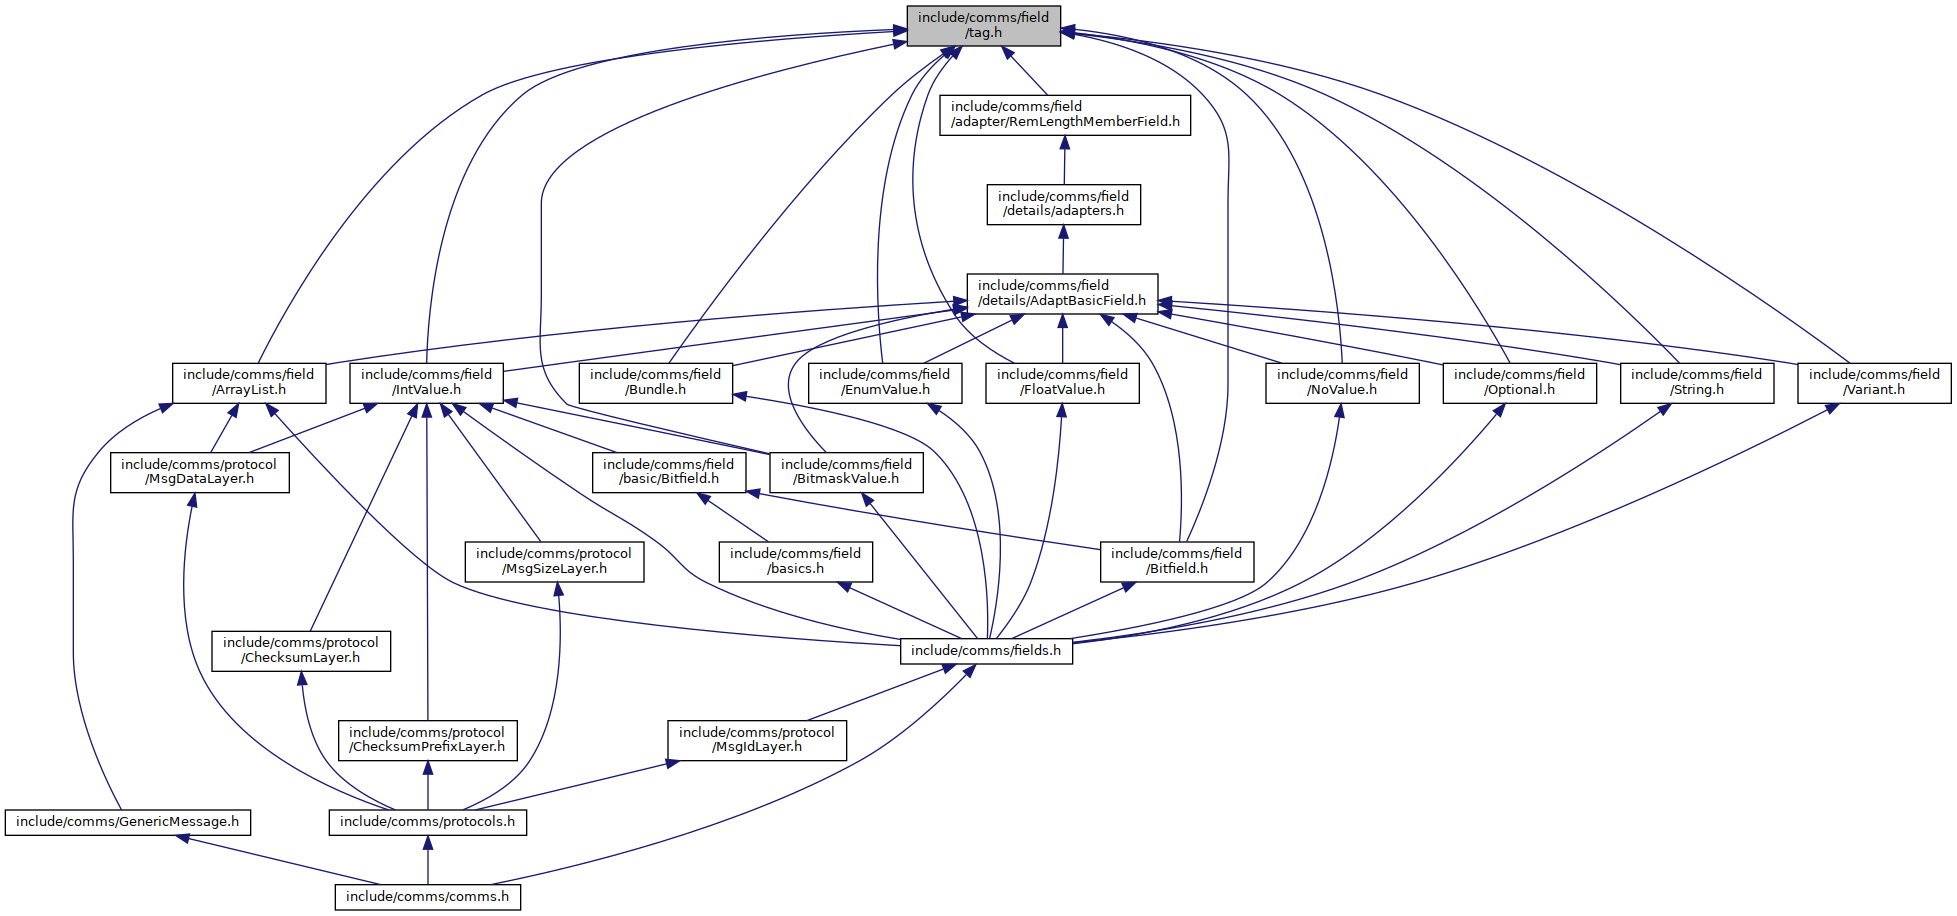 include/comms/field
/tag.h
include/comms/field
/adapter/RemLengthMemberField.h
include/comms/field
/details/adapters.h
include/comms/field
/details/AdaptBasicField.h
include/comms/field
/ArrayList.h
include/comms/field
/IntValue.h
include/comms/field
/Bundle.h
include/comms/field
/EnumValue.h
include/comms/field
/FloatValue.h
include/comms/field
/NoValue.h
include/comms/field
/Optional.h
include/comms/field
/String.h
include/comms/field
/Variant.h
include/comms/protocol
/MsgDataLayer.h
include/comms/field
/basic/Bitfield.h
include/comms/field
/BitmaskValue.h
include/comms/protocol
/MsgSizeLayer.h
include/comms/field
/basics.h
include/comms/field
/Bitfield.h
include/comms/protocol
/ChecksumLayer.h
include/comms/fields.h
include/comms/protocol
/ChecksumPrefixLayer.h
include/comms/protocol
/MsgIdLayer.h
include/comms/GenericMessage.h
include/comms/protocols.h
include/comms/comms.h